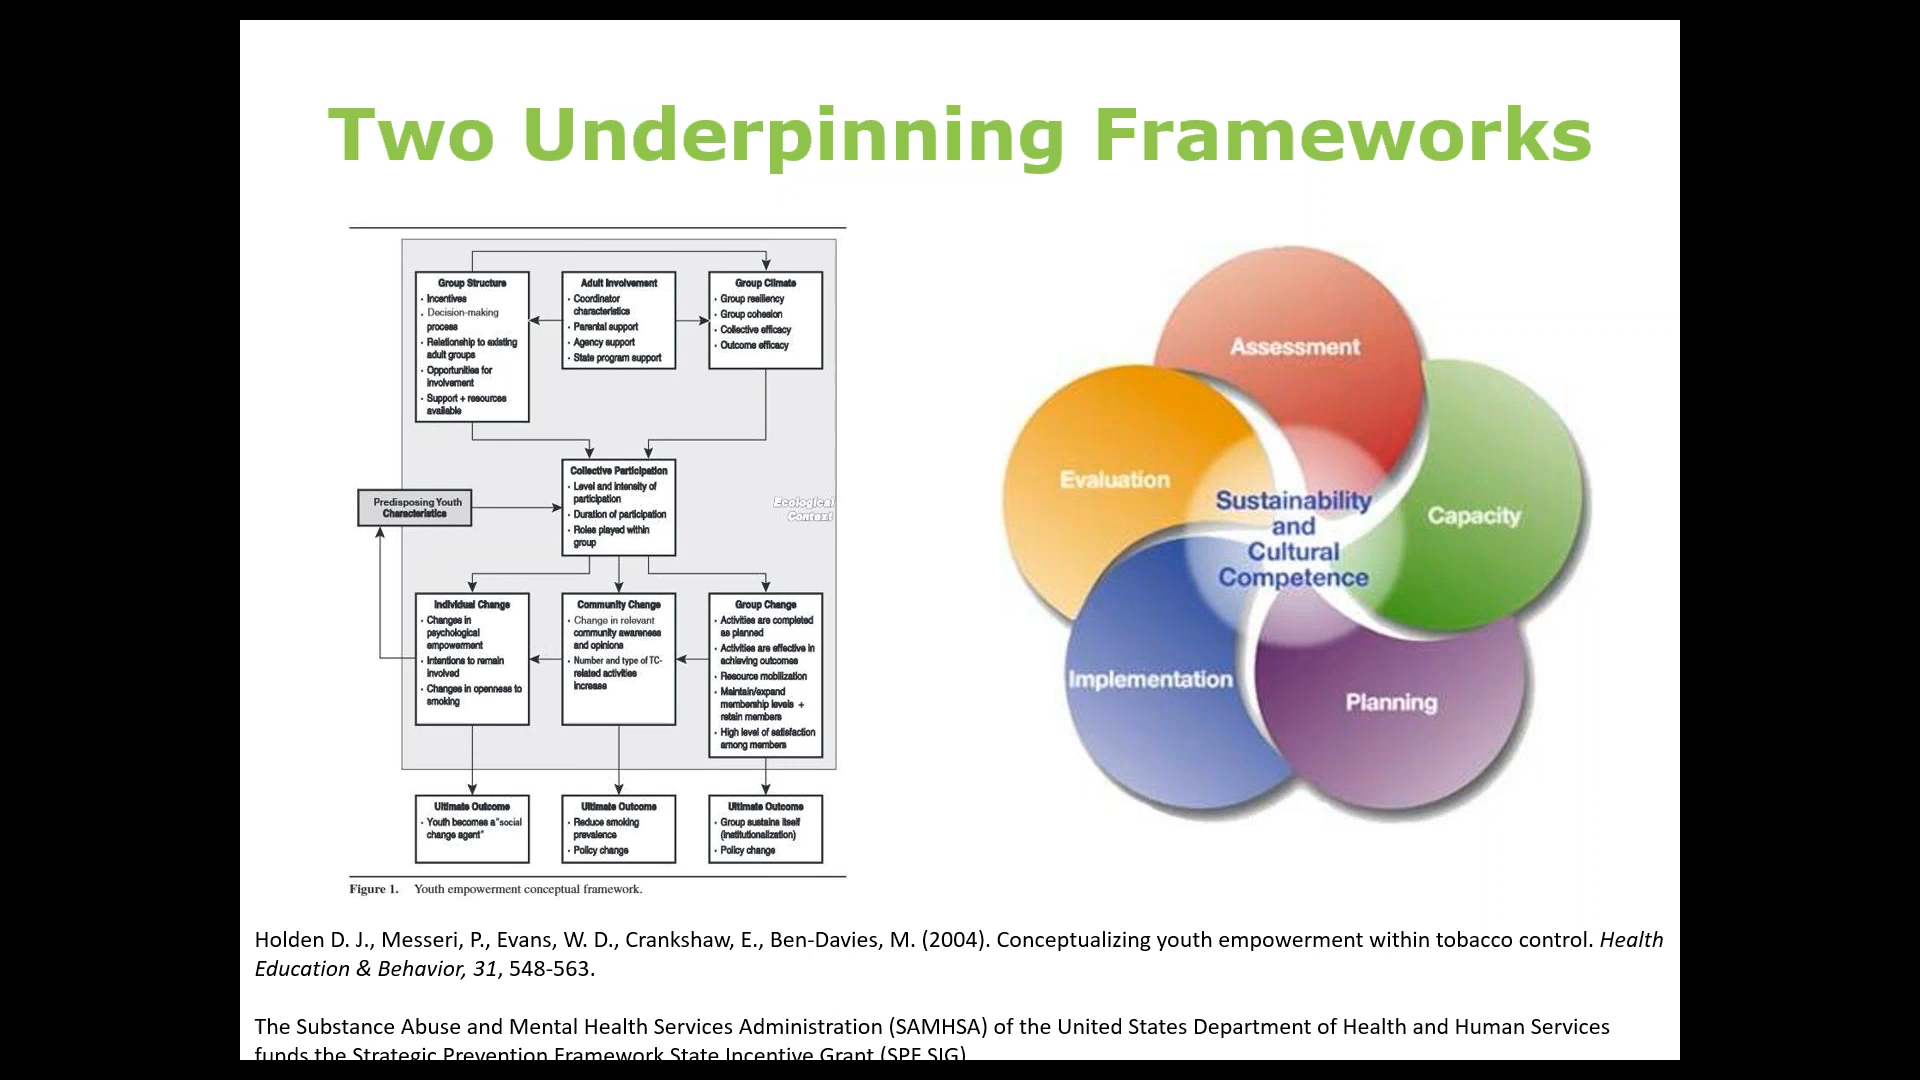 Two Underpinning Frameworks
Group Structure
· Incentives
· Decision-making
process
· Relationship to existing
adult groups
· Opportunities for
involvement
· Support + resources
available
Adult Involvement
· Coordinator
characteristics
· Parental support
· Agency support
· State program support
Group Climate
· Group resiliency
· Group cohesion
· Collective efficacy
· Outcome efficacy
Predisposing Youth
Characteristics
Collective Participation
· Level and intensity of
participation
· Duration of participation
· Roles played within
group
Ecological
Context
Individual Change
· Changes in
psychological
empowerment
· Intentions to remain
involved
· Changes in openness to
smoking
Community Change
· Change in relevant
community awareness
and opinions
· Number and type of TC-
related activities
increase
Group Change
· Activities are completed
as planned
· Activities are effective in
achieving outcomes
· Resource mobilization
· Maintain/expand
membership levels +
retain members
· High level of satisfaction
among members
Ultimate Outcome
· Youth becomes a "social
change agent"
Ultimate Outcome
· Reduce smoking
prevalence
· Policy change
Ultimate Outcome
· Group sustains itself
(institutionalization)
· Policy change
Figure 1. Youth empowerment conceptual framework.
Assessment
Evaluation
Capacity
Sustainability
and
Cultural
Competence
Implementation
Planning
Holden D. J., Messeri, P., Evans, W. D., Crankshaw, E., Ben-Davies, M. (2004). Conceptualizing youth empowerment within tobacco control. Health
Education & Behavior, 31, 548-563.
The Substance Abuse and Mental Health Services Administration (SAMHSA) of the United States Department of Health and Human Services
funds the Strategic Prevention Framework State Incentive Grant (SPF SIG)